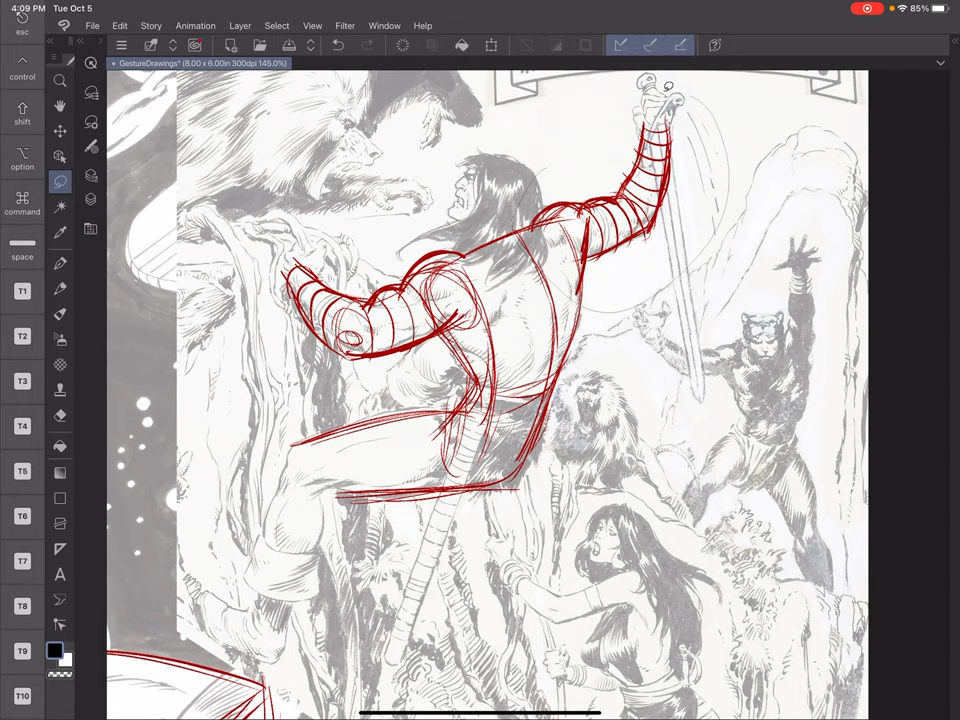 4:09 PM Tue Oct 5
85%
File Edit Story Animation Layer Select View Filter Window Help
GestureDrawings* (8.00 x 6.00in 300dpi 145.0%)
esc
control
shift
option
command
space
T1
T2
T3
T4
T5
T6
T7
T8
T9
T10
A